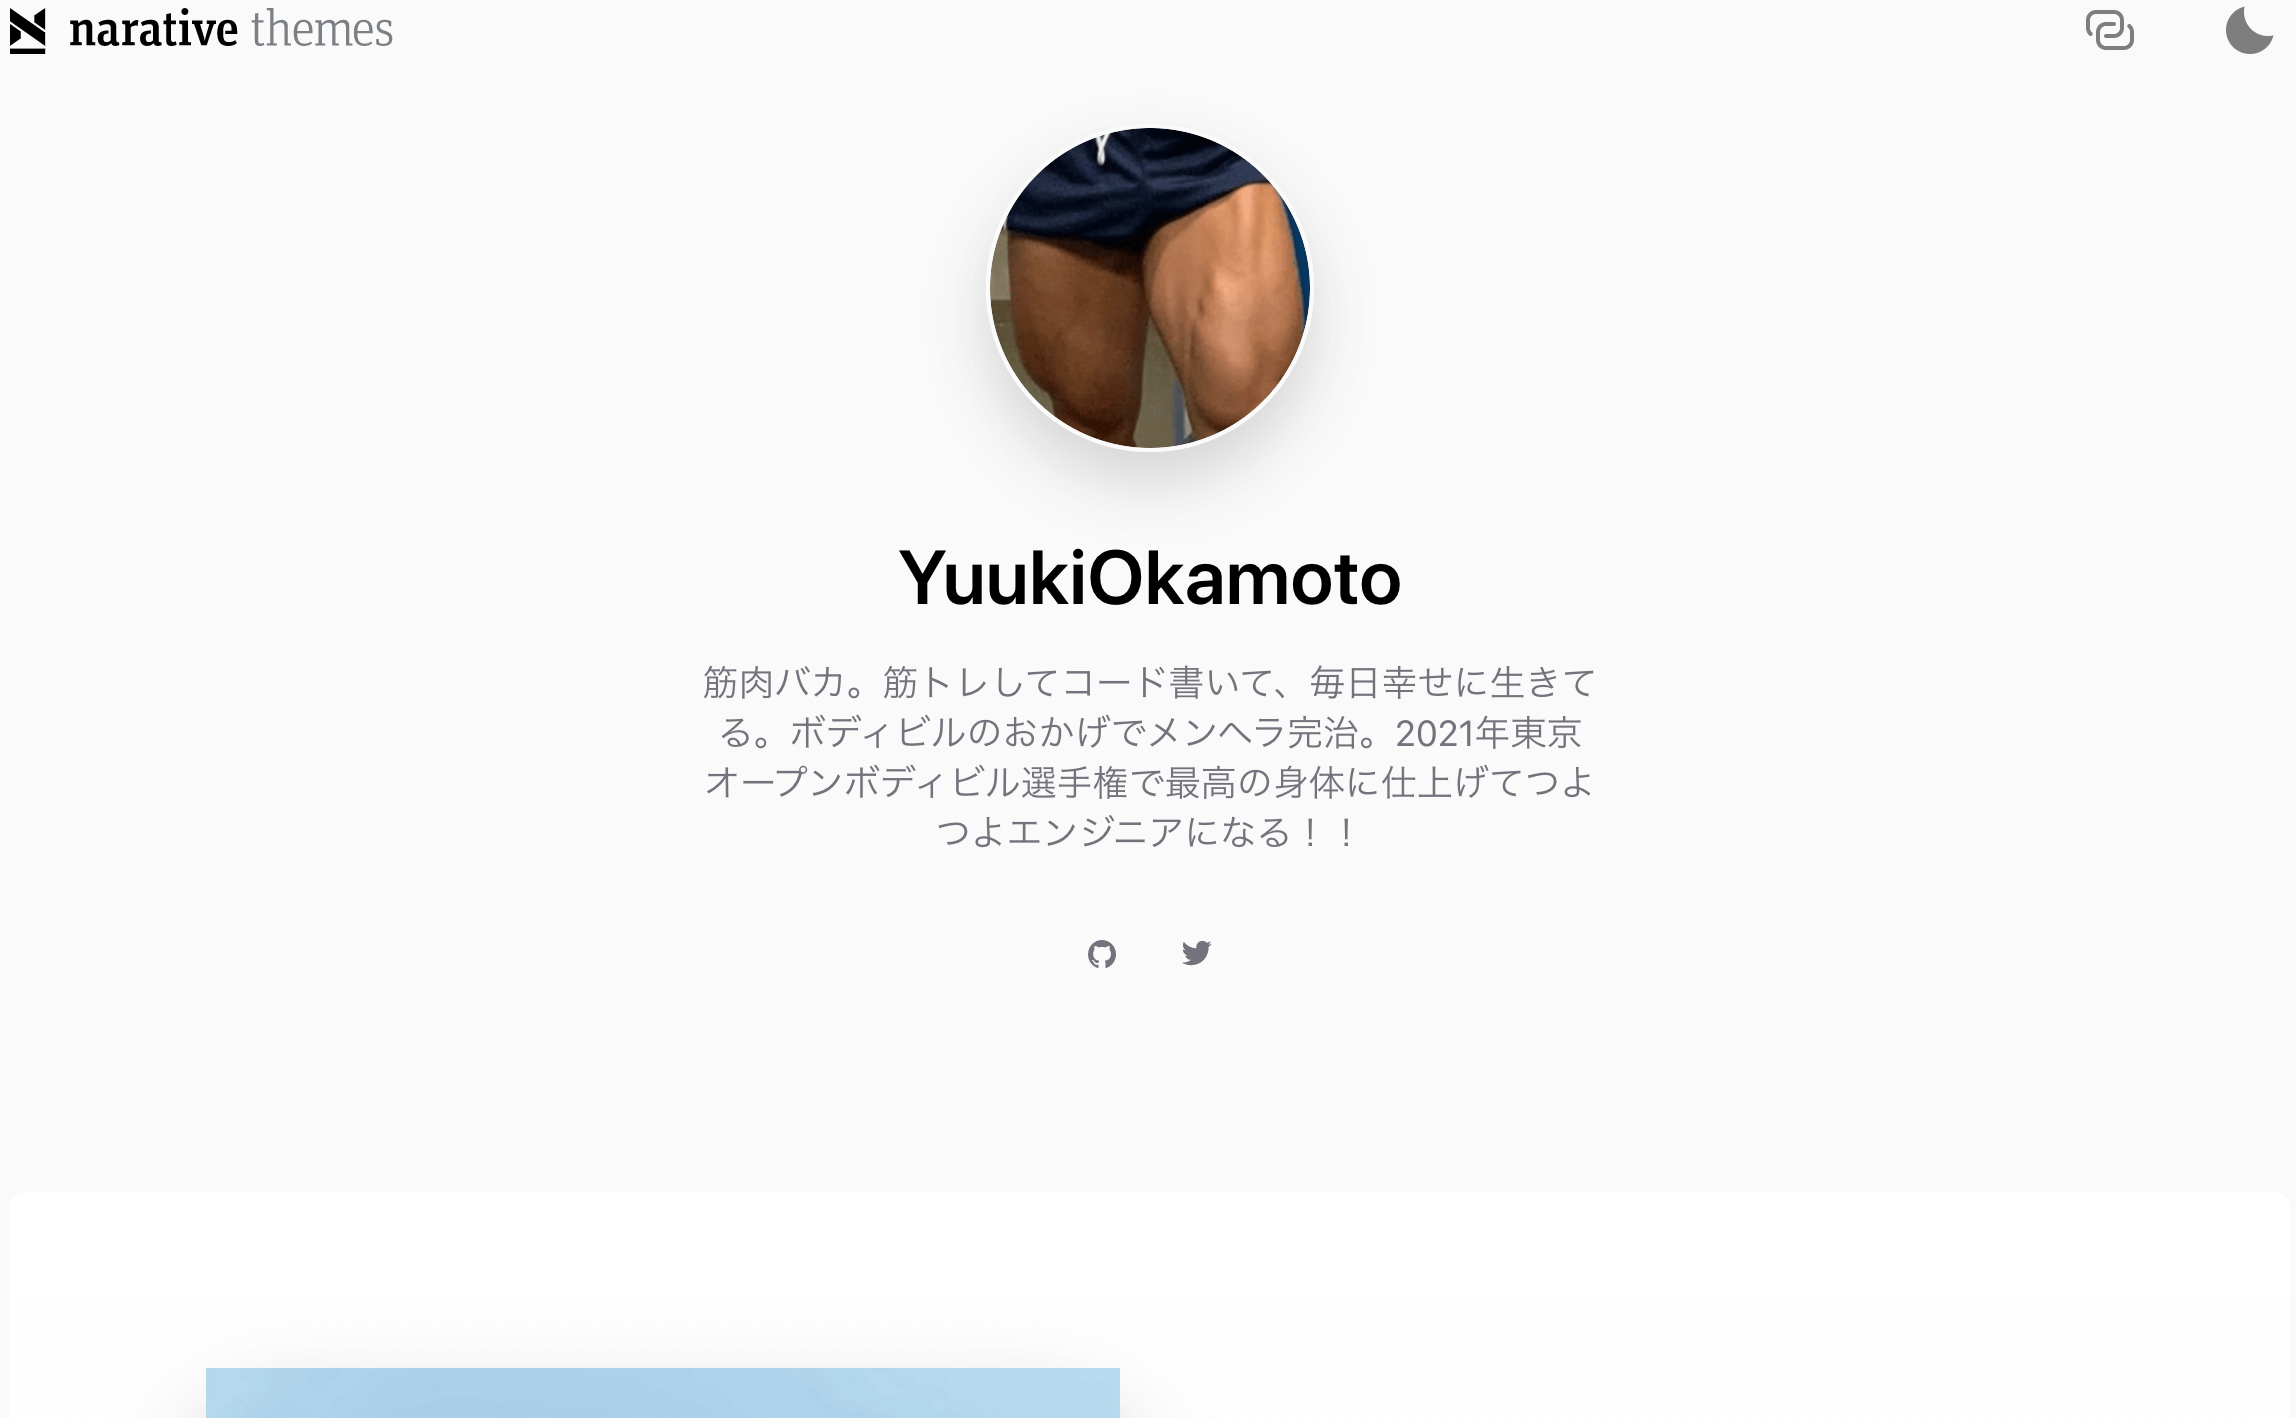 narative themes
YuukiOkamoto
筋肉バカ。筋トレしてコード書いて、毎日幸せに生きて
る。ボディビルのおかげでメンヘラ完治。2021年東京
オープンボディビル選手権で最高の身体に仕上げてつよ
つよエンジニアになる！！